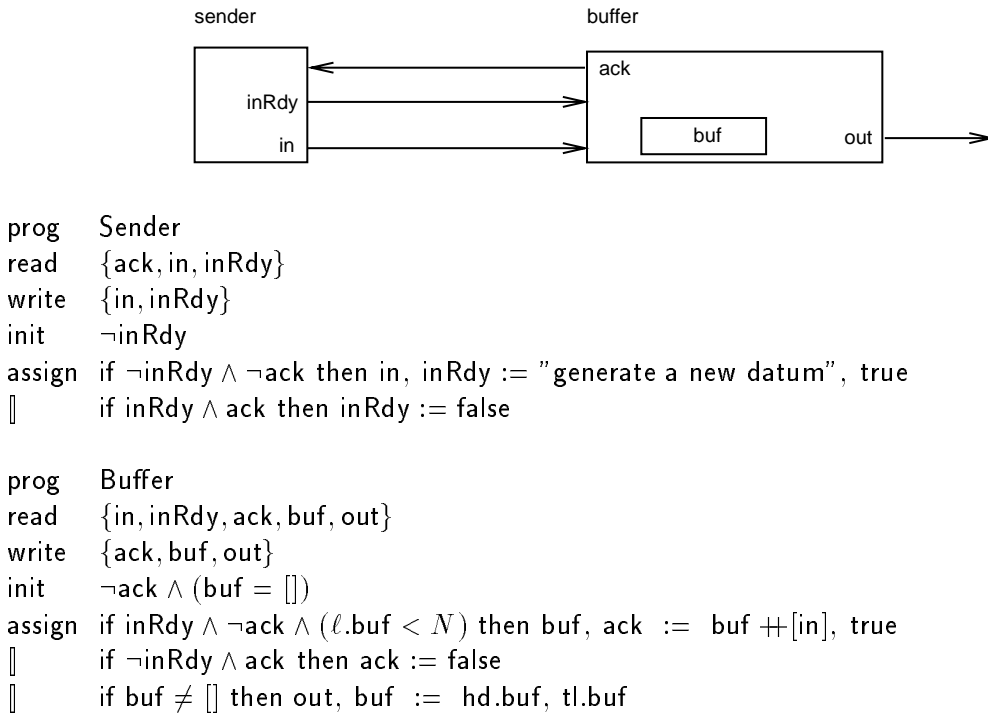 sender buffer
ack
inRdy
buf
in out
prog Sender
read {ack, in, inRdy}
write {in, inRdy}
init ¬inRdy
assign if ¬inRdy ∧ ¬ack then in, inRdy := "generate a new datum", true
[] if inRdy ∧ ack then inRdy := false
prog Buffer
read {in, inRdy, ack, buf, out}
write {ack, buf, out}
init ¬ack ∧ (buf = [])
assign if inRdy ∧ ¬ack ∧ (ℓ.buf < N) then buf, ack := buf ++ [in], true
[] if ¬inRdy ∧ ack then ack := false
[] if buf ≠ [] then out, buf := hd.buf, tl.buf